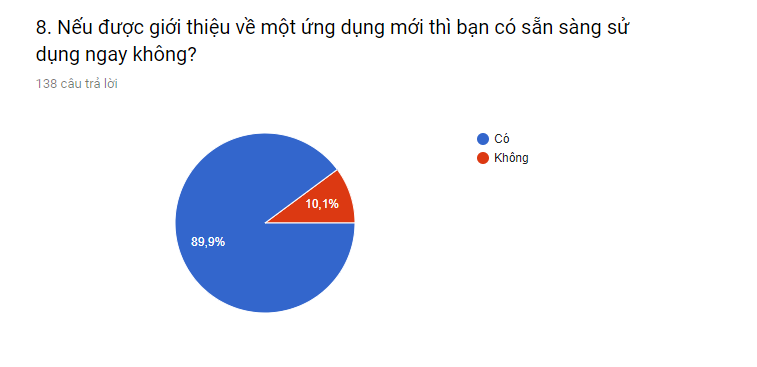 8. Nếu được giới thiệu về một ứng dụng mới thì bạn có sẵn sàng sử
dụng ngay không?
138 câu trả lời
Có
Không
10,1%
89,9%